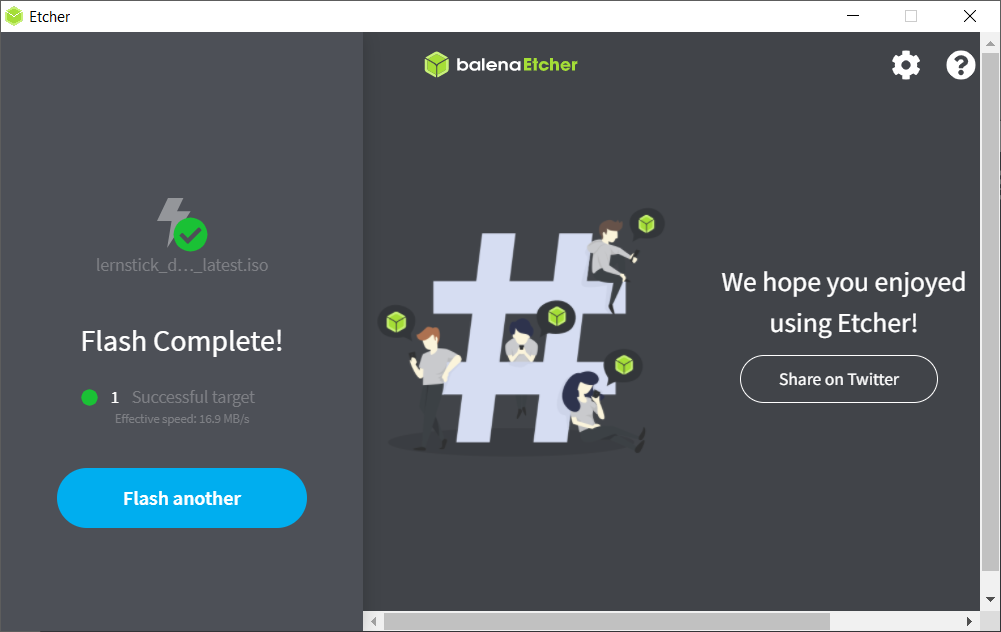 Etcher
balenaEtcher
lernstick_d..._latest.iso
Flash Complete!
1 Successful target
Effective speed: 16.9 MB/s
Flash another
We hope you enjoyed
using Etcher!
Share on Twitter